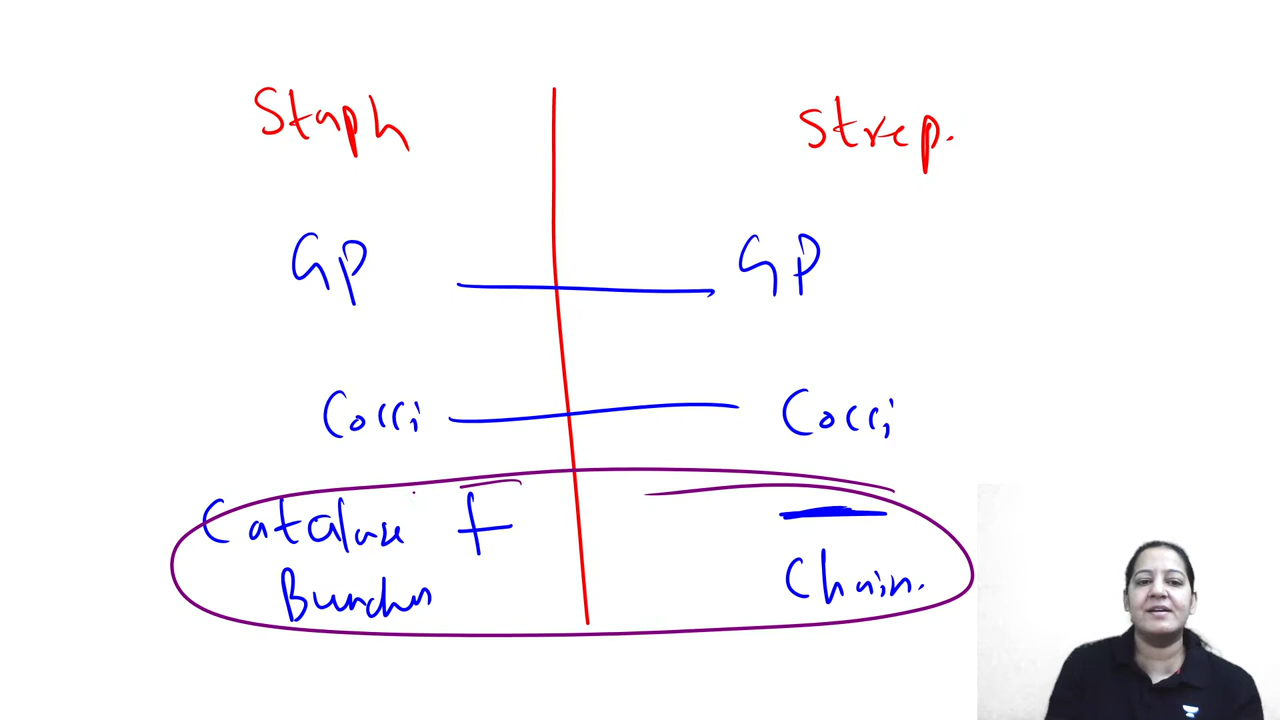 Staph Strep.
GP GP
Cocci Cocci
Catalase + —
Bunches Chain.